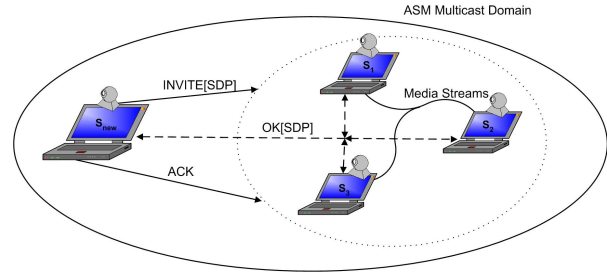 ASM Multicast Domain
INVITE[SDP]
S1
Media Streams
Snew
OK[SDP]
S2
ACK
S3